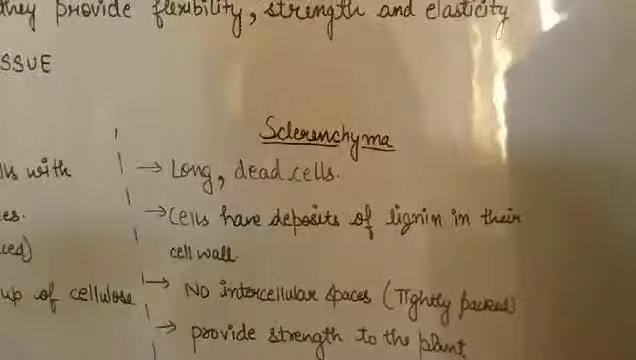 they provide flexibility, strength and elasticity
SSUE
Sclerenchyma
lls with
→ Long, dead cells.
es.
→ Cells have deposits of lignin in their
ced)
cell wall
up of cellulose
→ No intercellular spaces (Tightly packed)
→ provide strength to the plant